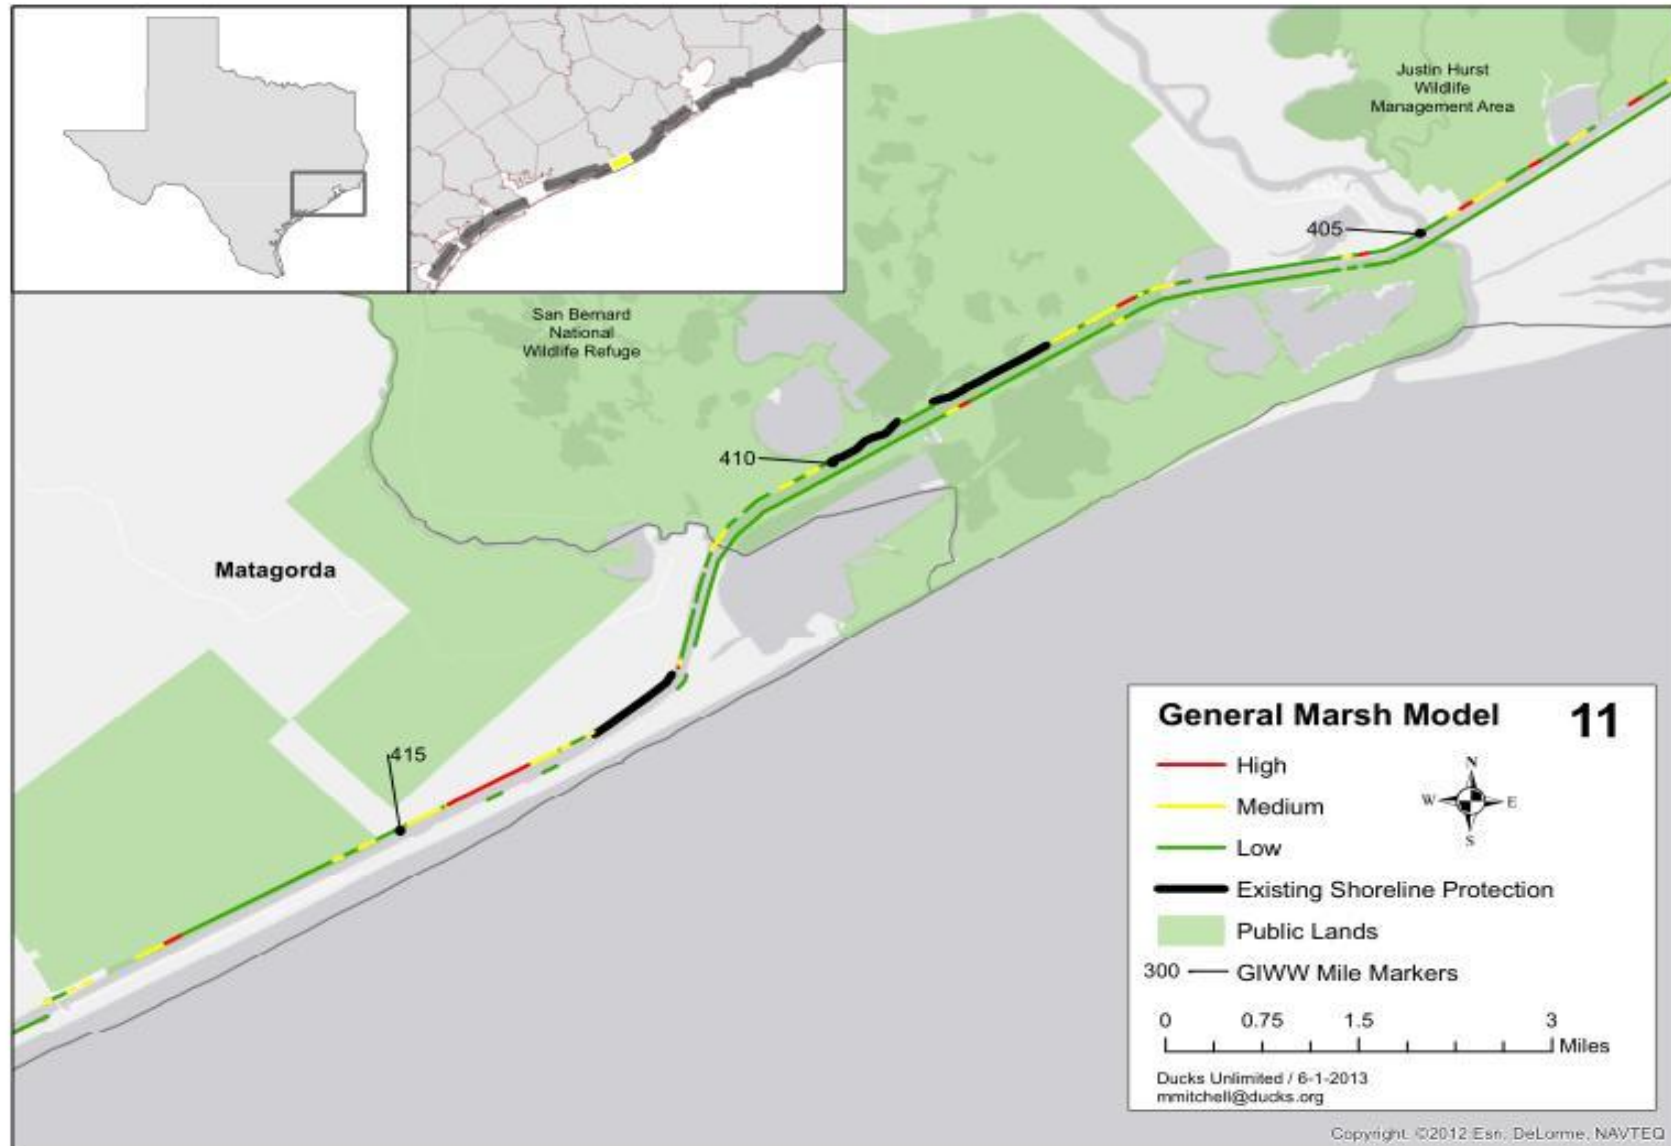 Justin Hurst
Wildlife
Management Area
405
San Bernard
National
Wildlife Refuge
410
Matagorda
415
General Marsh Model 11
High
Medium
Low
Existing Shoreline Protection
Public Lands
300 GIWW Mile Markers
N
W E
S
0 0.75 1.5 3
Miles
Ducks Unlimited / 6-1-2013
mmitchell@ducks.org
Copyright: ©2012 Esri, DeLorme, NAVTEQ